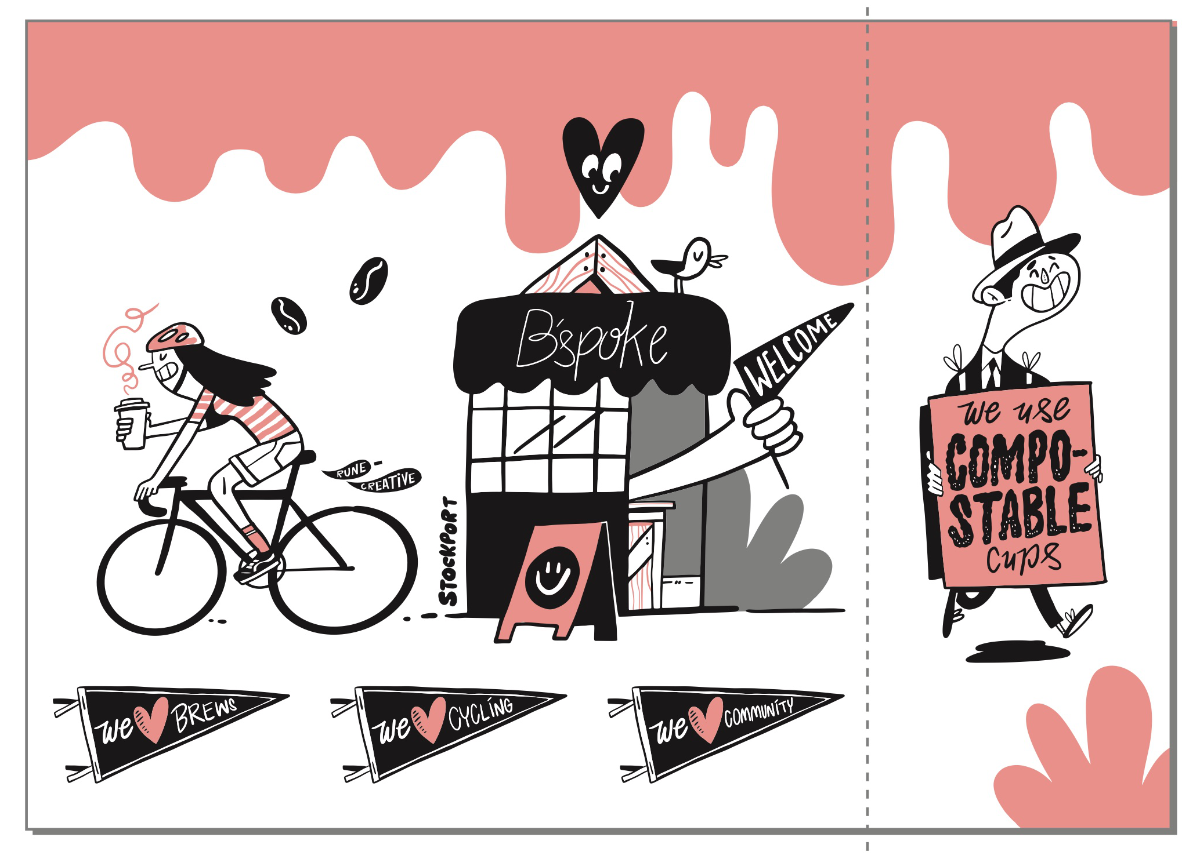 B'spoke
WELCOME
RUNE
CREATIVE
STOCKPORT
we use
COMPO-
STABLE
cups
we BREWS
we CYCLING
we COMMUNITY